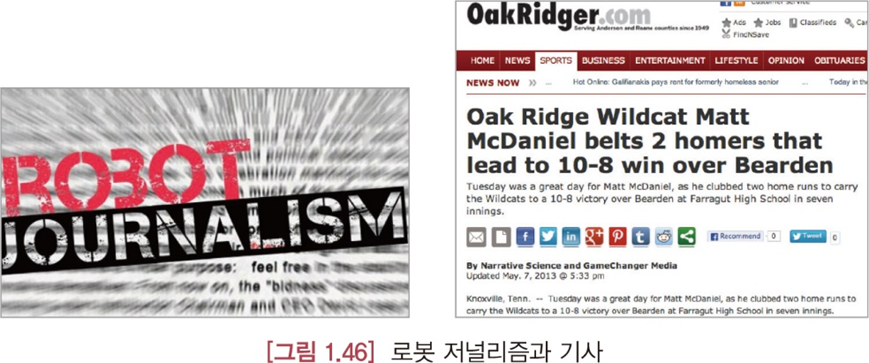 ROBOT
JOURNALISM
purpose: feel free
on, the "bigness
OakRidger.com
Serving Anderson and Roane counties since 1949
Ads Jobs Classifieds
FindNSave
HOME NEWS SPORTS BUSINESS ENTERTAINMENT LIFESTYLE OPINION OBITUARIES
NEWS NOW ... Hot Online: Galifianakis pays rent for formerly homeless senior ... Today in the
Oak Ridge Wildcat Matt
McDaniel belts 2 homers that
lead to 10-8 win over Bearden
Tuesday was a great day for Matt McDaniel, as he clubbed two home runs to carry
the Wildcats to a 10-8 victory over Bearden at Farragut High School in seven
innings.
Recommend 0 Tweet 0
By Narrative Science and GameChanger Media
Updated May. 7, 2013 @ 5:33 pm
Knoxville, Tenn. -- Tuesday was a great day for Matt McDaniel, as he clubbed two home runs to
carry the Wildcats to a 10-8 victory over Bearden at Farragut High School in seven innings.
[그림 1.46] 로봇 저널리즘과 기사